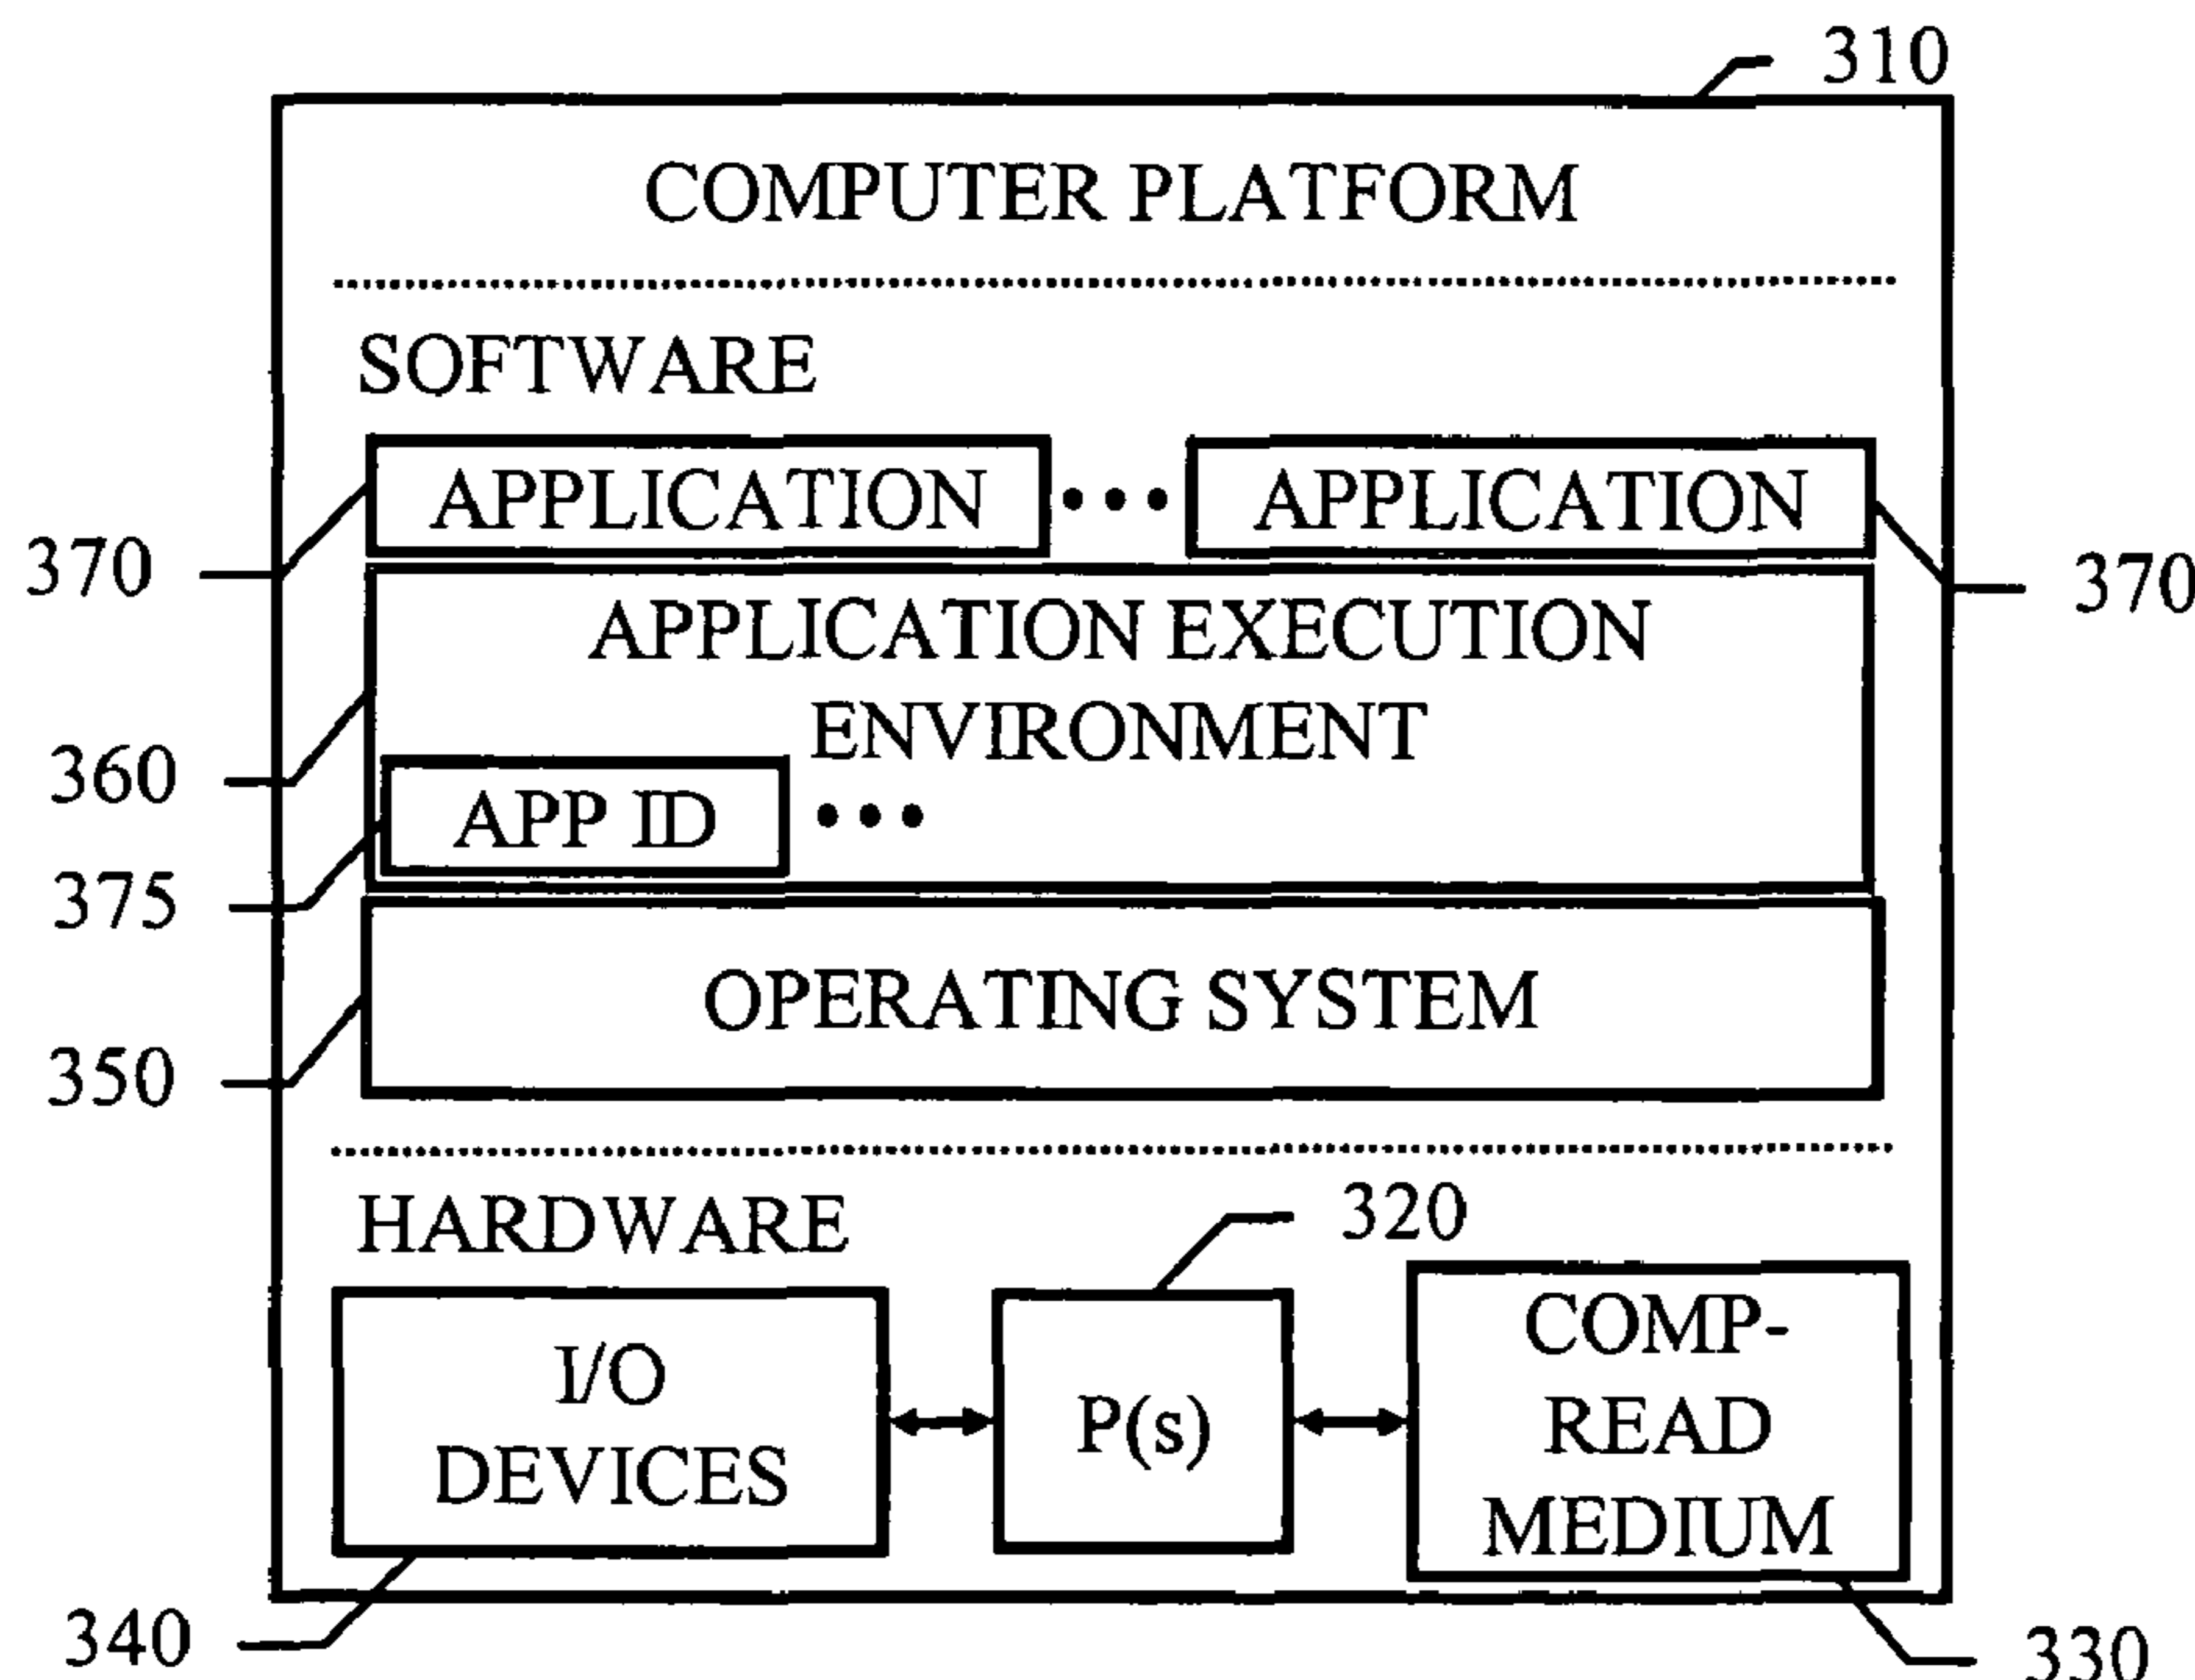 310
COMPUTER PLATFORM
SOFTWARE
APPLICATION ••• APPLICATION
370
370
APPLICATION EXECUTION
ENVIRONMENT
360
APP ID •••
375
OPERATING SYSTEM
350
HARDWARE
320
I/O
DEVICES
P(s)
COMP-
READ
MEDIUM
340
330